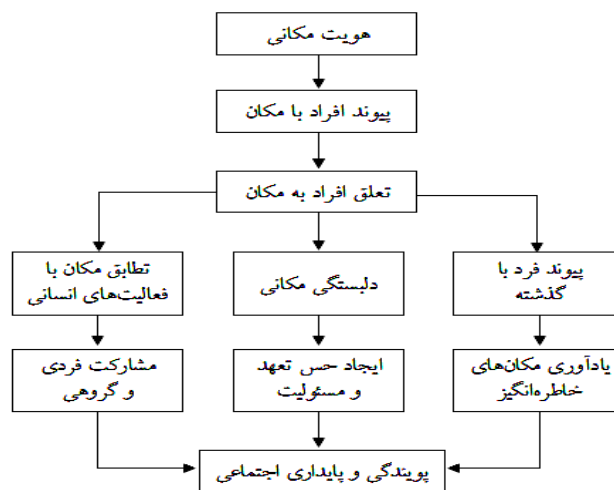 هویت مکانی
پیوند افراد با مکان
تعلق افراد به مکان
پیوند فرد با
گذشته
دلبستگی مکانی
تطابق مکان با
فعالیت‌های انسانی
یادآوری مکان‌های
خاطره‌انگیز
ایجاد حس تعهد
و مسئولیت
مشارکت فردی
و گروهی
پویندگی و پایداری اجتماعی